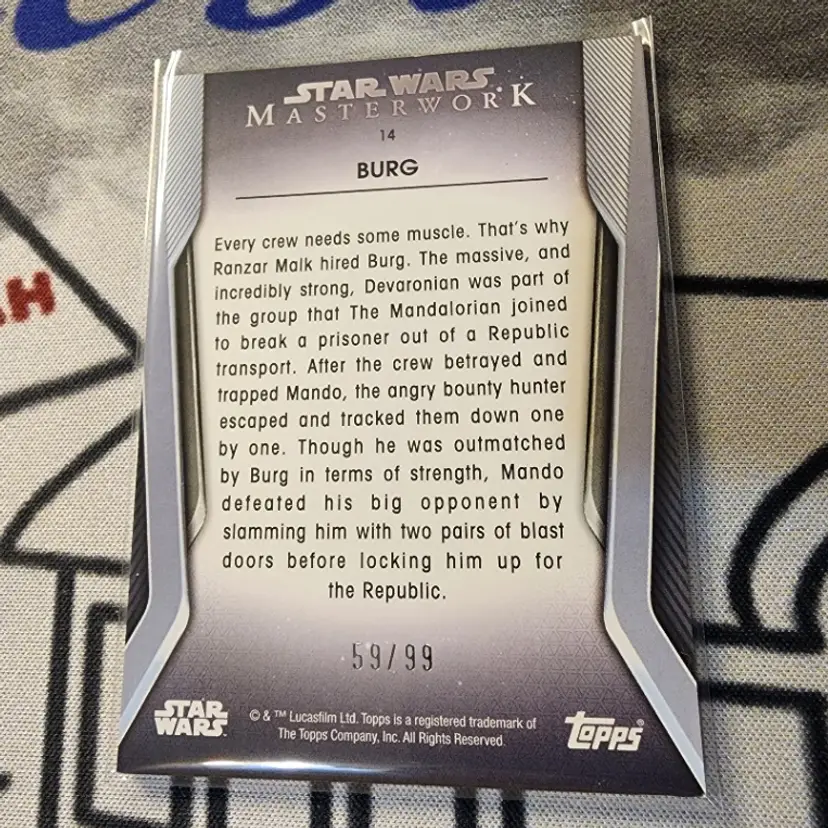 STAR WARS
MASTERWORK
14
BURG
Every crew needs some muscle. That's why
Ranzar Malk hired Burg. The massive, and
incredibly strong, Devaronian was part of
the group that The Mandalorian joined
to break a prisoner out of a Republic
transport. After the crew betrayed and
trapped Mando, the angry bounty hunter
escaped and tracked them down one
by one. Though he was outmatched
by Burg in terms of strength, Mando
defeated his big opponent by
slamming him with two pairs of blast
doors before locking him up for
the Republic.
59/99
STAR
WARS
© & ™ Lucasfilm Ltd. Topps is a registered trademark of
The Topps Company, Inc. All Rights Reserved.
Topps®
AH